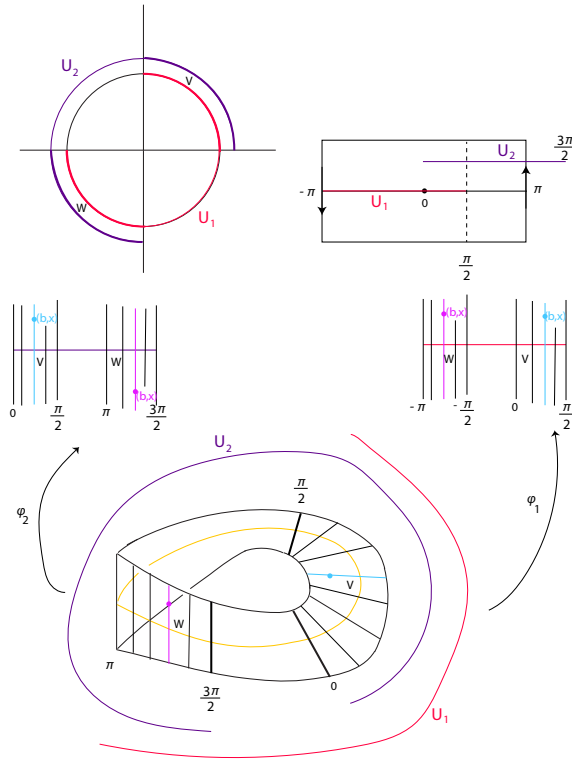 U₂
V
W
U₁
3π/2
U₂
- π
U₁
0
π
π/2
(b,x)
V
W
(b,x)
0
π/2
π
3π/2
(b,x)
(b,x)
W
V
- π
- π/2
0
π/2
U₂
π/2
φ₂
φ₁
V
W
π
3π/2
0
U₁